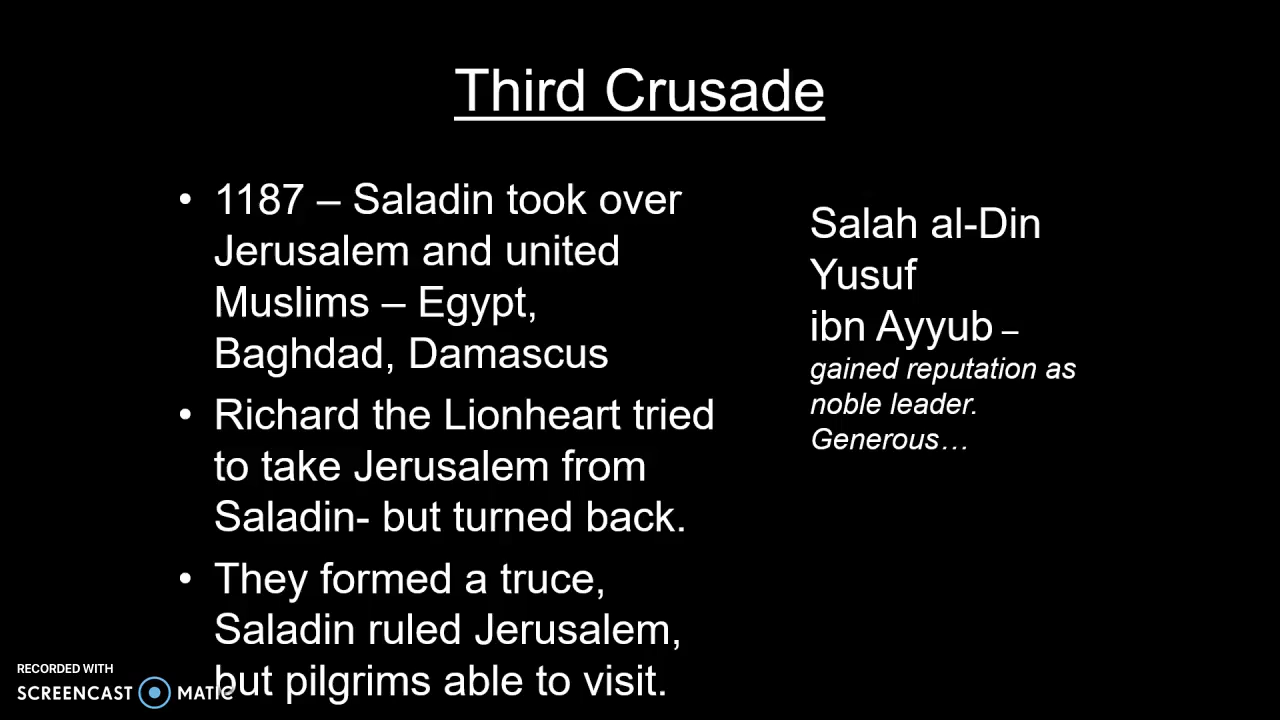 Third Crusade
• 1187 – Saladin took over
Jerusalem and united
Muslims – Egypt,
Baghdad, Damascus
• Richard the Lionheart tried
to take Jerusalem from
Saladin- but turned back.
• They formed a truce,
Saladin ruled Jerusalem,
but pilgrims able to visit.
Salah al-Din
Yusuf
ibn Ayyub –
gained reputation as
noble leader.
Generous…
RECORDED WITH
SCREENCAST MATIC